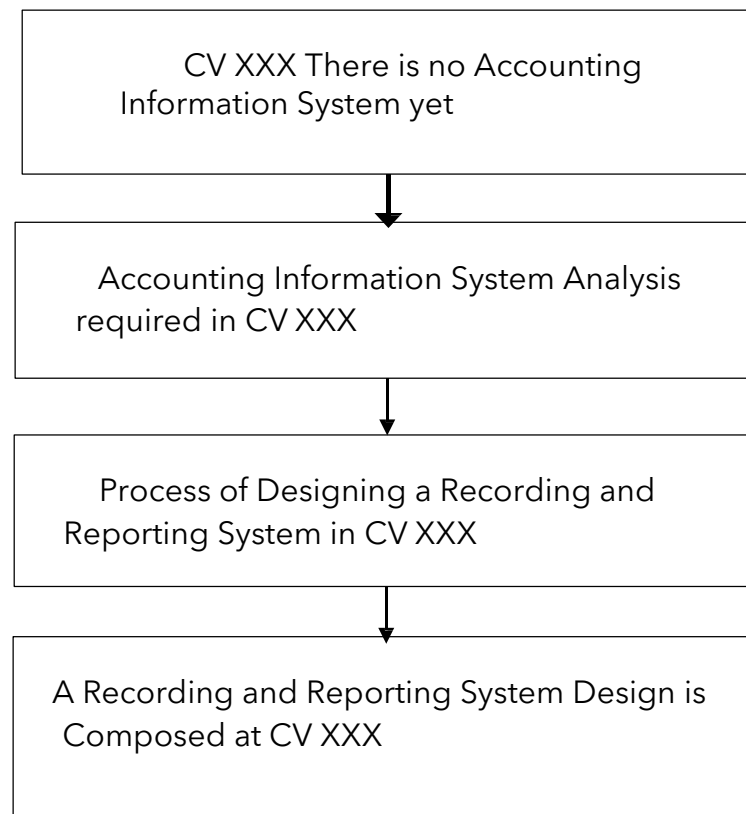 CV XXX There is no Accounting
Information System yet
Accounting Information System Analysis
required in CV XXX
Process of Designing a Recording and
Reporting System in CV XXX
A Recording and Reporting System Design is
Composed at CV XXX